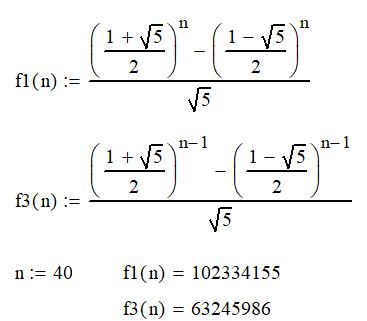 f1(n) := (((1 + √5)/2)^n − ((1 − √5)/2)^n)/√5
f3(n) := (((1 + √5)/2)^(n−1) − ((1 − √5)/2)^(n−1))/√5
n := 40 f1(n) = 102334155
f3(n) = 63245986